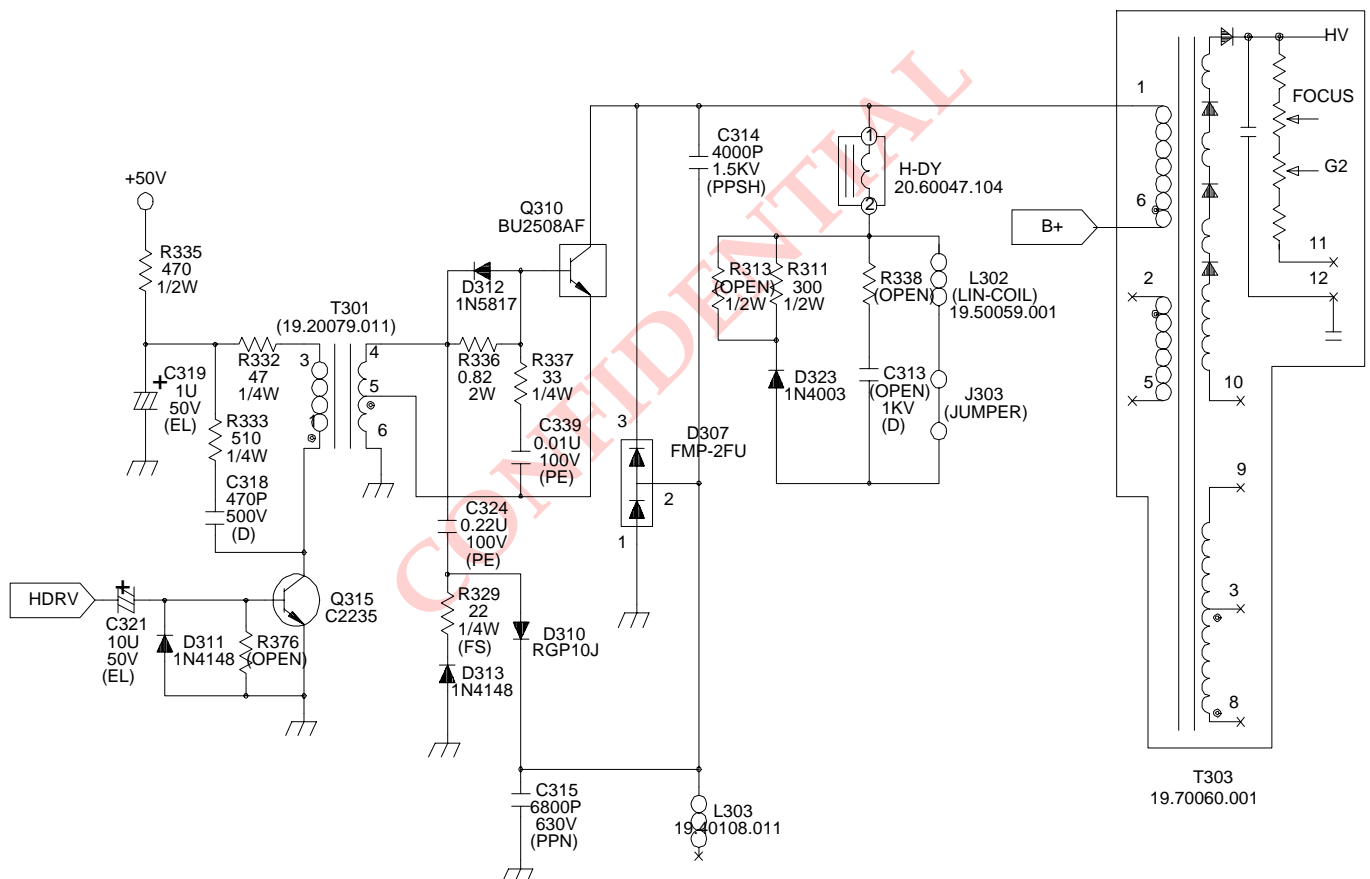 HV
1
FOCUS
C314
4000P
1.5KV
(PPSH)
1
H-DY
20.60047.104
2
G2
+50V
Q310
BU2508AF
6
B+
11
12
R335
470
1/2W
D312
1N5817
R313
(OPEN)
1/2W
R311
300
1/2W
R338
(OPEN)
L302
(LIN-COIL)
19.50059.001
2
T301
(19.20079.011)
R332
47
1/4W
3
4
R336
0.82
2W
R337
33
1/4W
C319
1U
50V
(EL)
+
5
1
6
D323
1N4003
C313
(OPEN)
1KV
(D)
J303
(JUMPER)
5
10
R333
510
1/4W
C339
0.01U
100V
(PE)
3
D307
FMP-2FU
2
1
9
C318
470P
500V
(D)
C324
0.22U
100V
(PE)
HDRV
+
C321
10U
50V
(EL)
D311
1N4148
R376
(OPEN)
Q315
C2235
R329
22
1/4W
(FS)
D310
RGP10J
D313
1N4148
3
8
C315
6800P
630V
(PPN)
L303
19.40108.011
T303
19.70060.001
CONFIDENTIAL